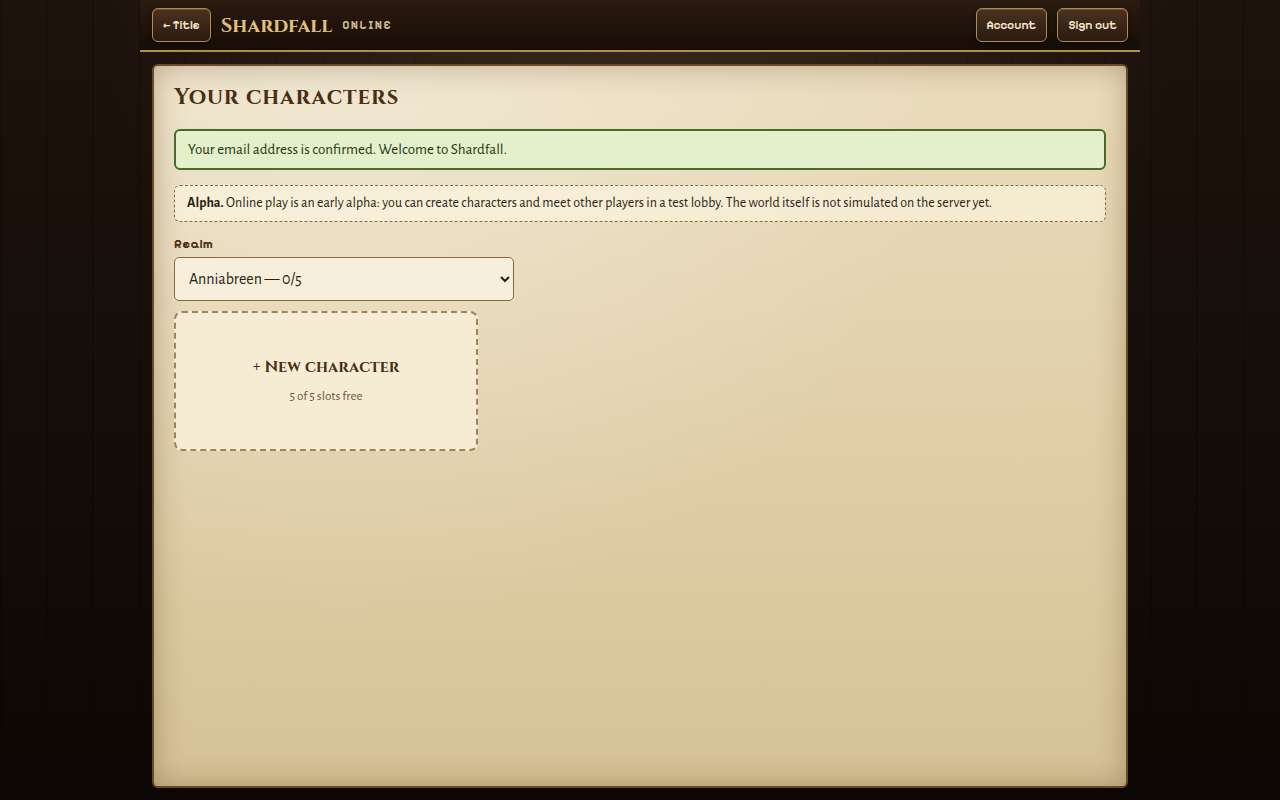 ← Title
Shardfall ONLINE
Account
Sign out
Your characters
Your email address is confirmed. Welcome to Shardfall.
Alpha. Online play is an early alpha: you can create characters and meet other players in a test lobby. The world itself is not simulated on the server yet.
Realm
Anniabreen — 0/5
+ New character
5 of 5 slots free